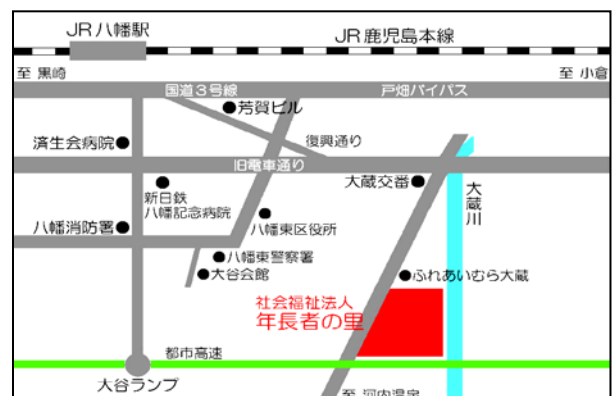 JR八幡駅
JR鹿児島本線
至 黒崎
至 小倉
国道3号線
戸畑バイパス
芳賀ビル
済生会病院
復興通り
旧電車通り
大蔵交番
新日鉄
八幡記念病院
大蔵川
八幡消防署
八幡東区役所
八幡東警察署
大谷会館
ふれあいむら大蔵
社会福祉法人
年長者の里
都市高速
大谷ランプ
至 河内温泉